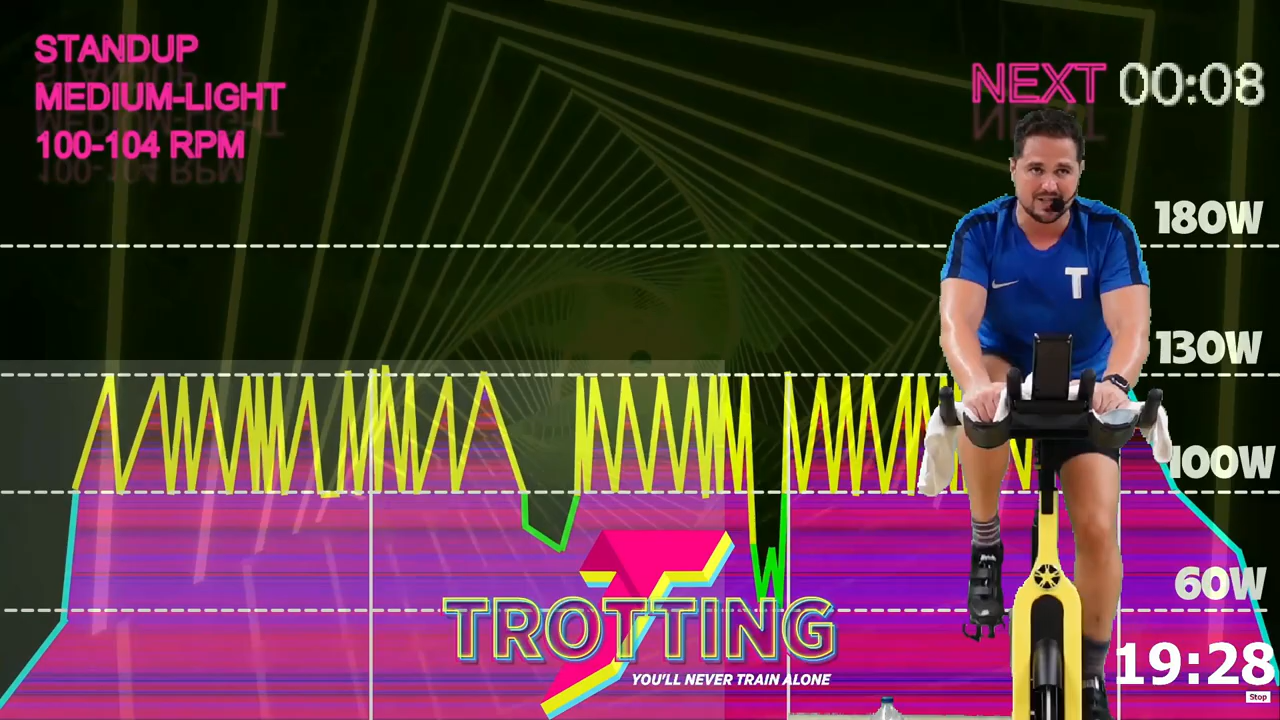 STANDUP
MEDIUM-LIGHT
100-104 RPM
NEXT 00:08
180W
130W
100W
60W
T
TROTTING
YOU'LL NEVER TRAIN ALONE
19:28
Stop